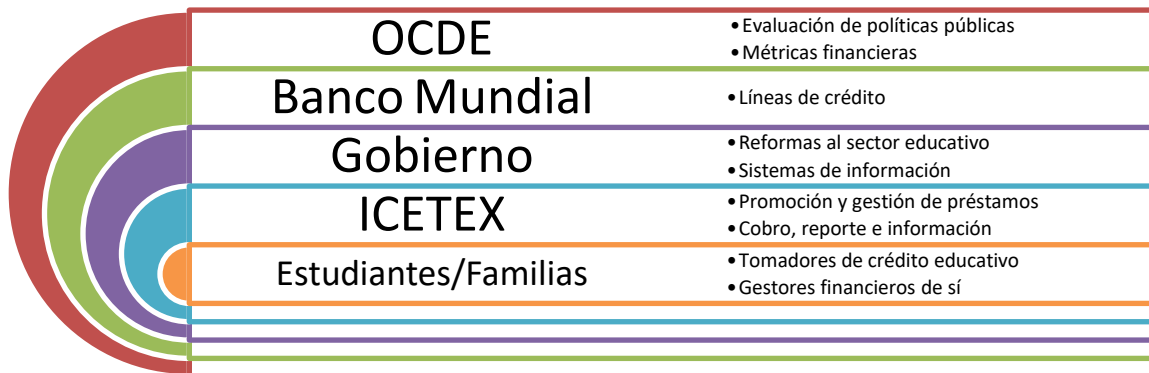 OCDE
•Evaluación de políticas públicas
•Métricas financieras
Banco Mundial
•Líneas de crédito
Gobierno
•Reformas al sector educativo
•Sistemas de información
ICETEX
•Promoción y gestión de préstamos
•Cobro, reporte e información
Estudiantes/Familias
•Tomadores de crédito educativo
•Gestores financieros de sí